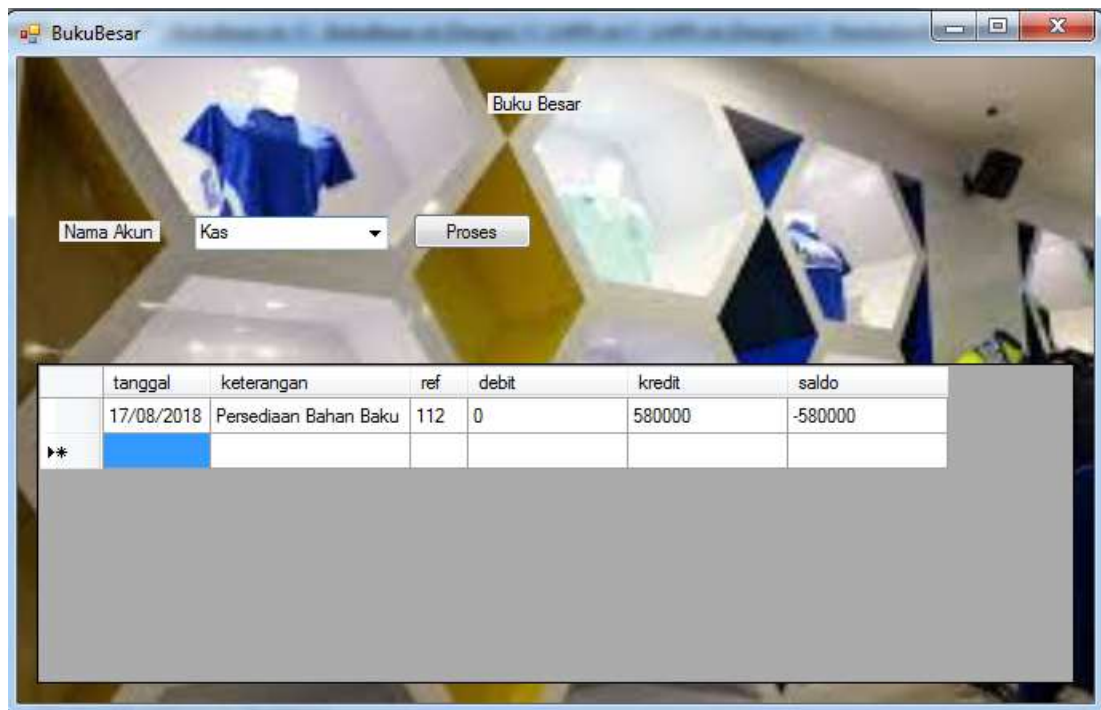 BukuBesar
Buku Besar
Nama Akun Kas Proses
tanggal keterangan ref debit kredit saldo
17/08/2018 Persediaan Bahan Baku 112 0 580000 -580000